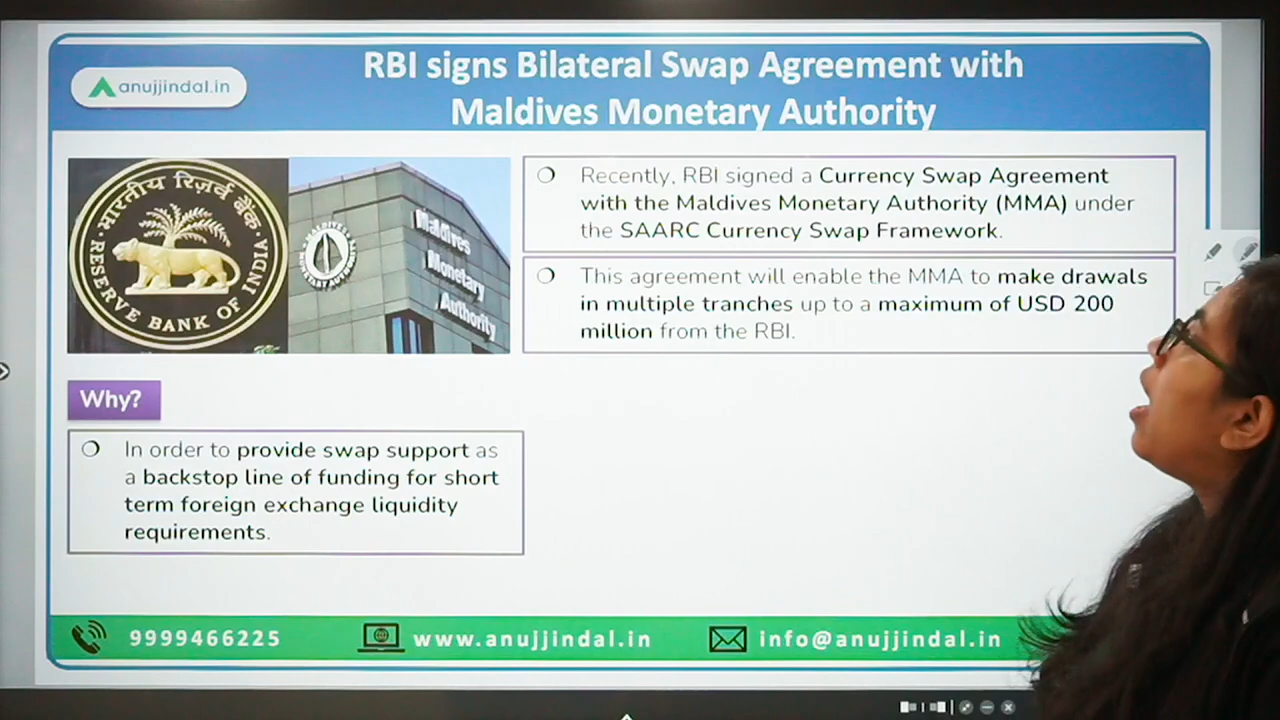 RBI signs Bilateral Swap Agreement with
Maldives Monetary Authority
anujjindal.in
भारतीय रिज़र्व बैंक
RESERVE BANK OF INDIA
Maldives
Monetary
Authority
❍ Recently, RBI signed a Currency Swap Agreement
with the Maldives Monetary Authority (MMA) under
the SAARC Currency Swap Framework.
❍ This agreement will enable the MMA to make drawals
in multiple tranches up to a maximum of USD 200
million from the RBI.
Why?
❍ In order to provide swap support as
a backstop line of funding for short
term foreign exchange liquidity
requirements.
9999466225
www.anujjindal.in
info@anujjindal.in